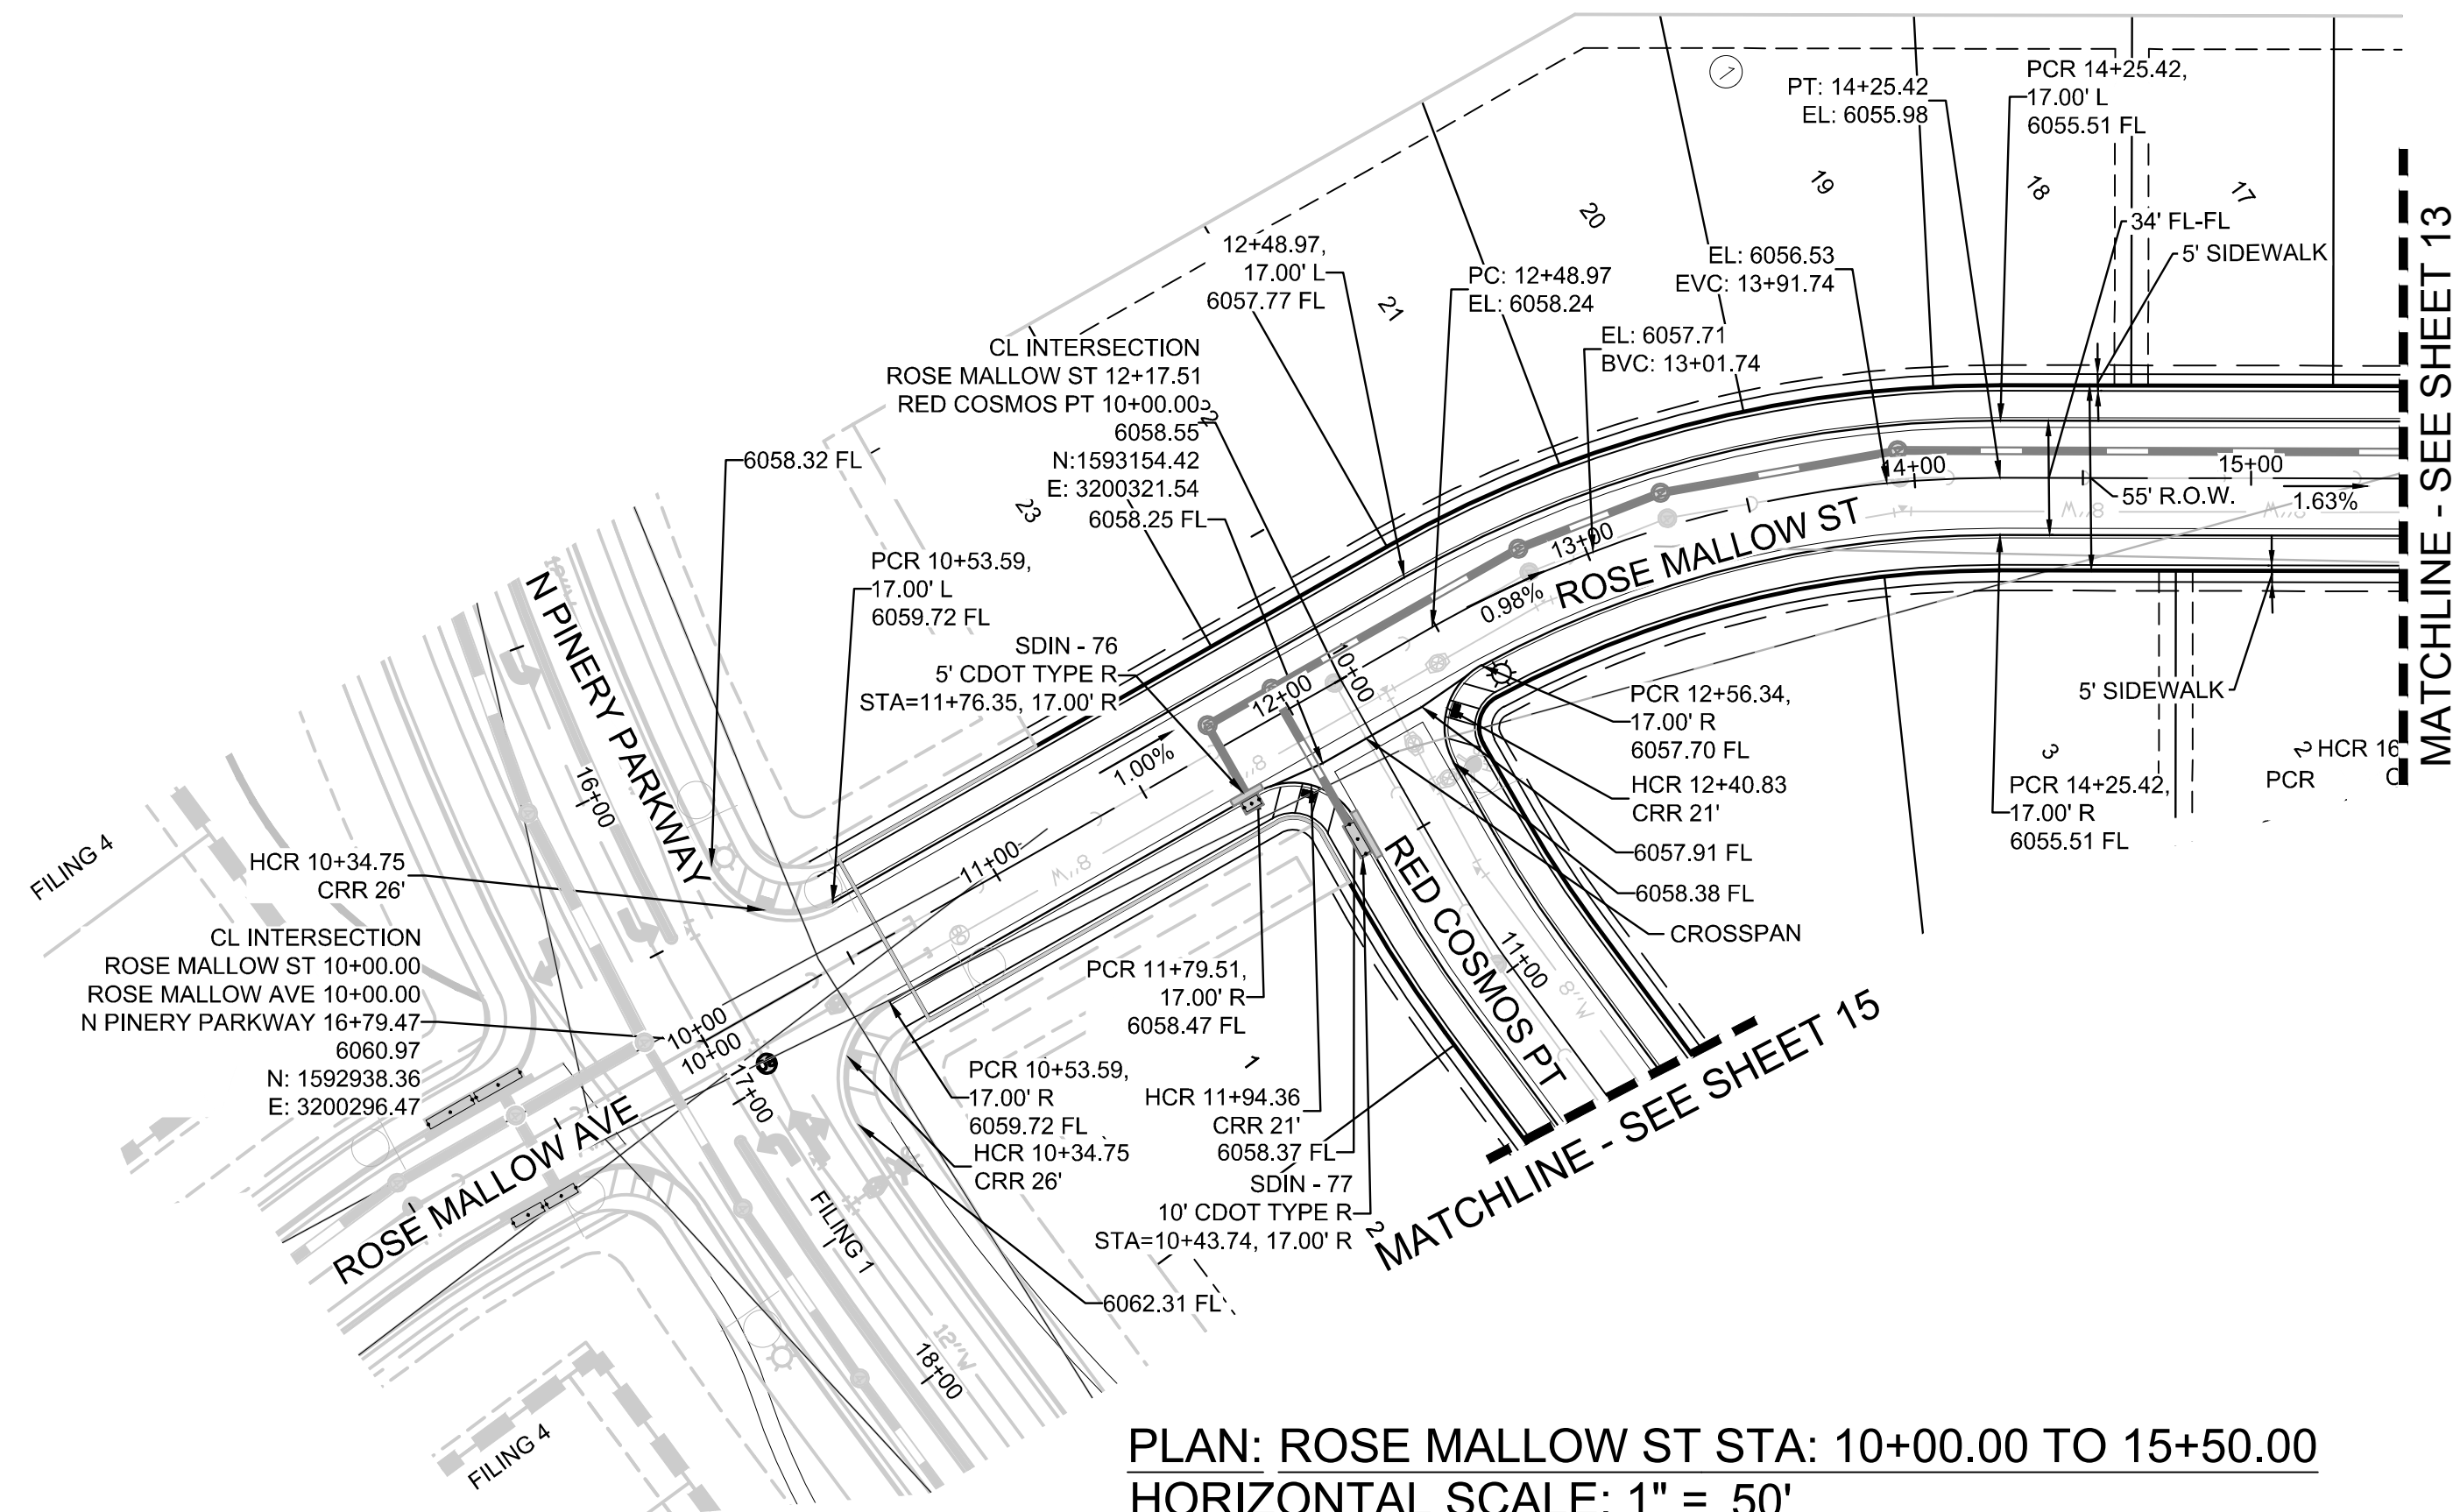 PT: 14+25.42
EL: 6055.98
PCR 14+25.42,
17.00' L
6055.51 FL
19
18
17
20
21
22
23
34' FL-FL
5' SIDEWALK
12+48.97,
17.00' L
6057.77 FL
PC: 12+48.97
EL: 6058.24
EL: 6056.53
EVC: 13+91.74
EL: 6057.71
BVC: 13+01.74
CL INTERSECTION
ROSE MALLOW ST 12+17.51
RED COSMOS PT 10+00.00
6058.55
N:1593154.42
E: 3200321.54
6058.25 FL
6058.32 FL
PCR 10+53.59,
17.00' L
6059.72 FL
SDIN - 76
5' CDOT TYPE R
STA=11+76.35, 17.00' R
N PINERY PARKWAY
12"W
16+00
17+00
18+00
12"W
1.00%
11+00
12+00
10+00
13+00
14+00
15+00
0.98%
1.63%
ROSE MALLOW ST
8"W
8"W
8"W
8"W
55' R.O.W.
5' SIDEWALK
MATCHLINE - SEE SHEET 13
PCR 12+56.34,
17.00' R
6057.70 FL
HCR 12+40.83
CRR 21'
6057.91 FL
6058.38 FL
CROSSPAN
3
2
HCR 16
PCR
PCR 14+25.42,
17.00' R
6055.51 FL
FILING 4
HCR 10+34.75
CRR 26'
CL INTERSECTION
ROSE MALLOW ST 10+00.00
ROSE MALLOW AVE 10+00.00
N PINERY PARKWAY 16+79.47
6060.97
N: 1592938.36
E: 3200296.47
10+00
10+00
ROSE MALLOW AVE
PCR 10+53.59,
17.00' R
6059.72 FL
HCR 10+34.75
CRR 26'
6062.31 FL
FILING 1
PCR 11+79.51,
17.00' R
6058.47 FL
1
HCR 11+94.36
CRR 21'
6058.37 FL
SDIN - 77
10' CDOT TYPE R
STA=10+43.74, 17.00' R
2
RED COSMOS PT
11+00
8"W
MATCHLINE - SEE SHEET 15
FILING 4
PLAN: ROSE MALLOW ST STA: 10+00.00 TO 15+50.00
HORIZONTAL SCALE: 1" = 50'